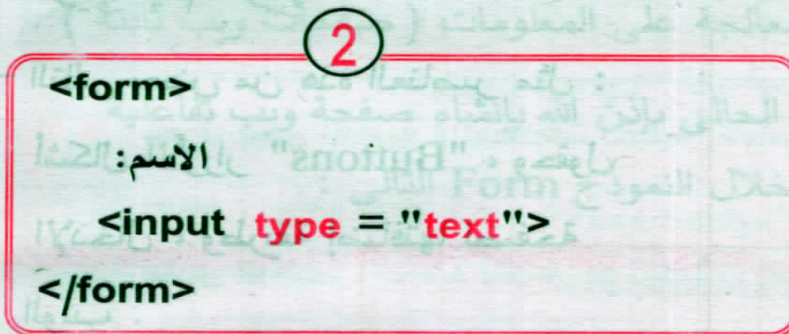 2
<form>
الاسم:
<input type = "text">
</form>